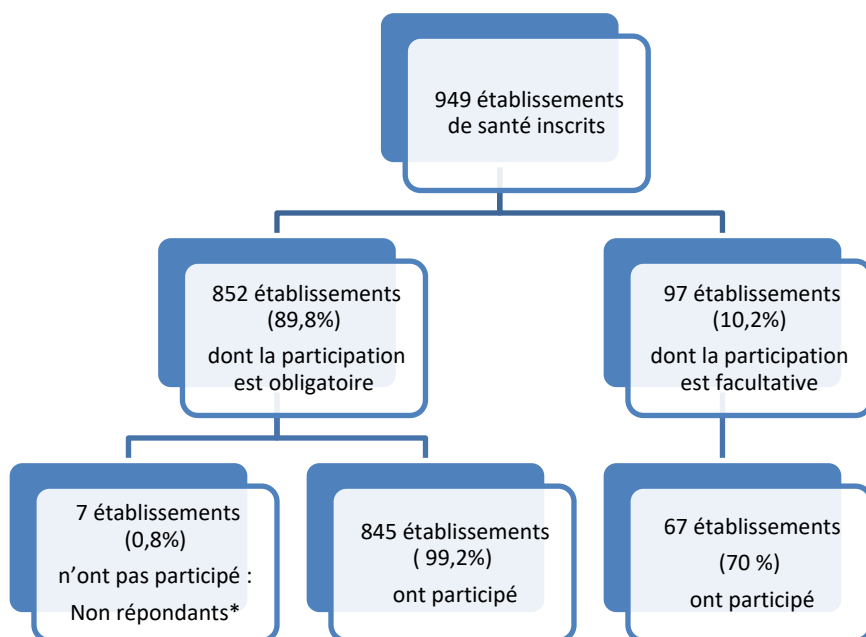 949 établissements
de santé inscrits
852 établissements
(89,8%)
dont la participation
est obligatoire
97 établissements
(10,2%)
dont la participation
est facultative
7 établissements
(0,8%)
n’ont pas participé :
Non répondants*
845 établissements
( 99,2%)
ont participé
67 établissements
(70 %)
ont participé